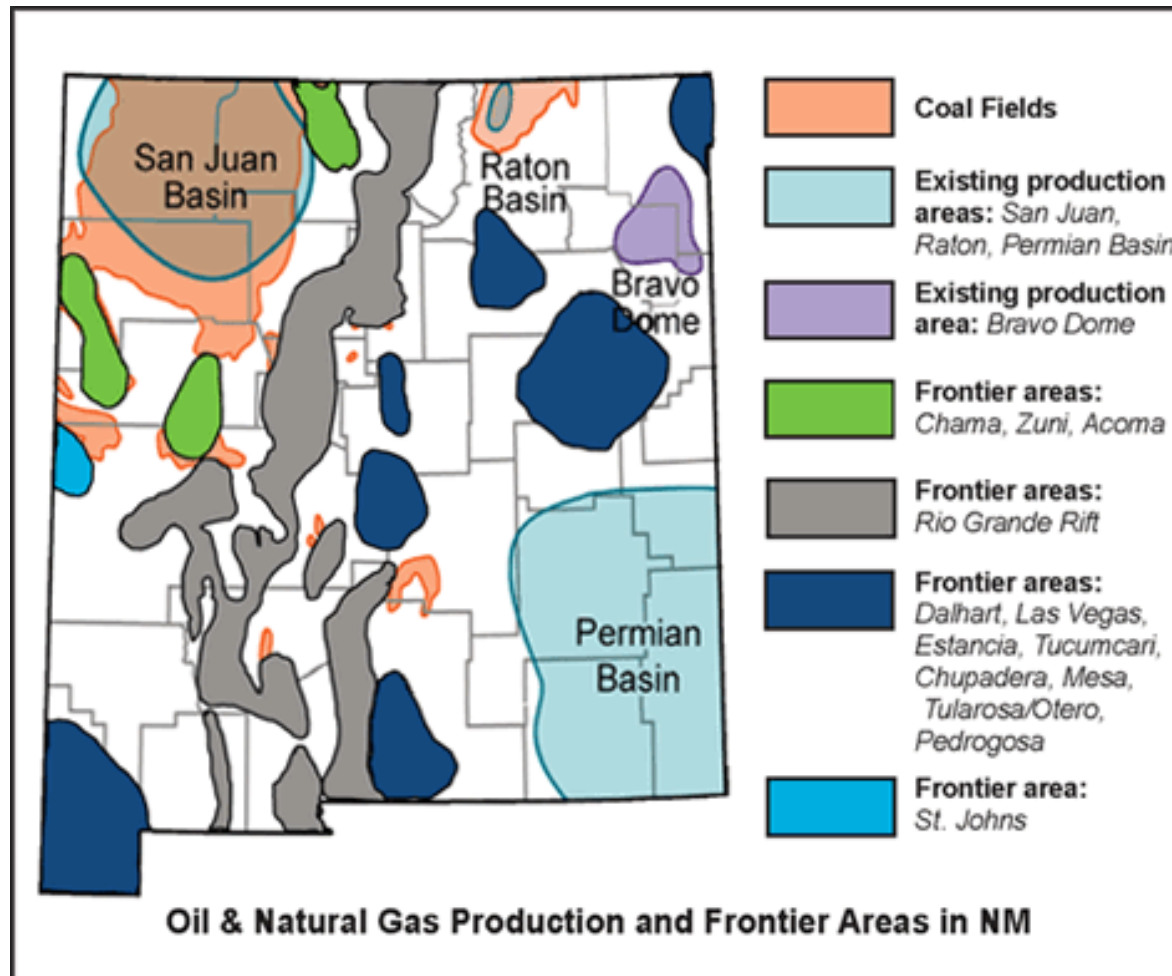 San Juan
Basin
Raton
Basin
Bravo
Dome
Permian
Basin
Coal Fields
Existing production
areas: San Juan,
Raton, Permian Basin
Existing production
area: Bravo Dome
Frontier areas:
Chama, Zuni, Acoma
Frontier areas:
Rio Grande Rift
Frontier areas:
Dalhart, Las Vegas,
Estancia, Tucumcari,
Chupadera, Mesa,
Tularosa/Otero,
Pedrogosa
Frontier area:
St. Johns
Oil & Natural Gas Production and Frontier Areas in NM